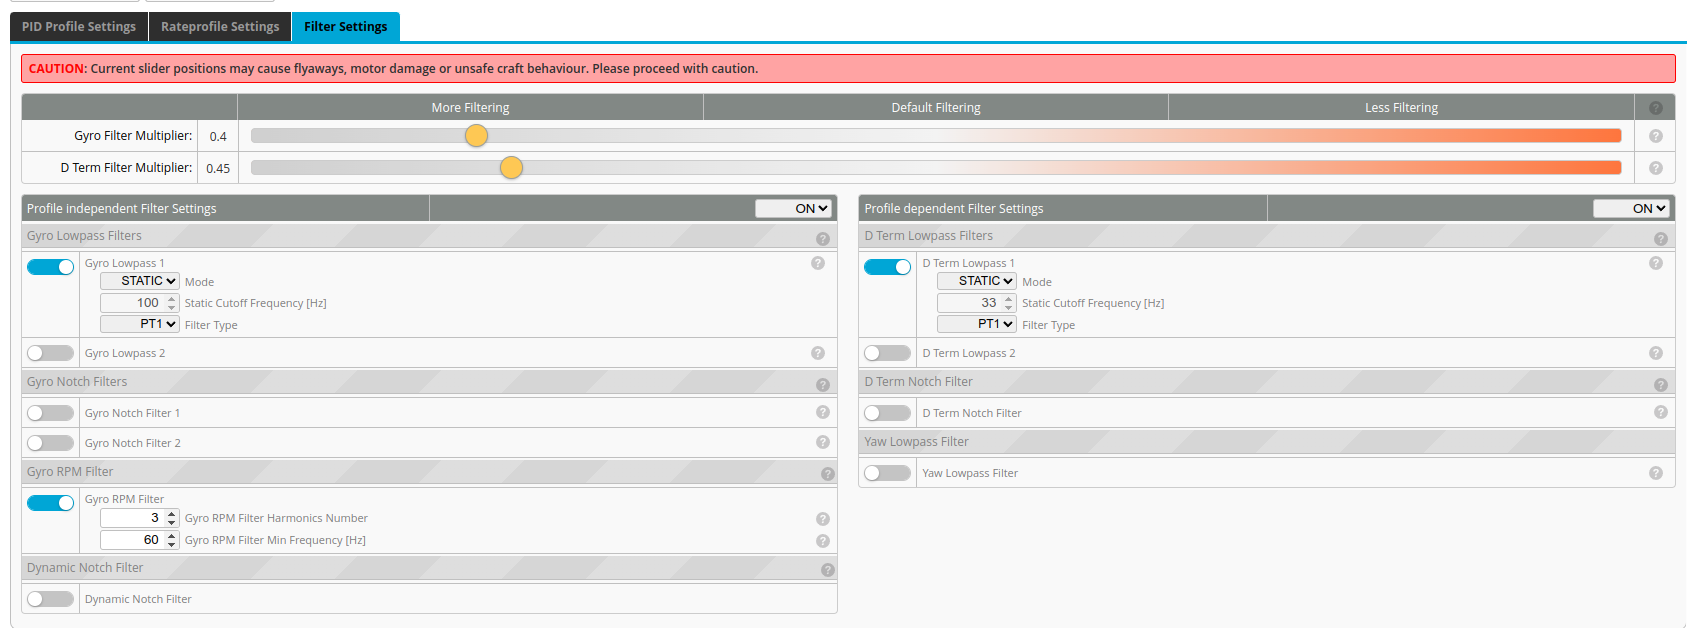 PID Profile Settings Rateprofile Settings Filter Settings
CAUTION: Current slider positions may cause flyaways, motor damage or unsafe craft behaviour. Please proceed with caution.
More Filtering Default Filtering Less Filtering ?
Gyro Filter Multiplier: 0.4 ?
D Term Filter Multiplier: 0.45 ?
Profile independent Filter Settings ON
Gyro Lowpass Filters ?
Gyro Lowpass 1 ?
STATIC Mode
100 Static Cutoff Frequency [Hz]
PT1 Filter Type
Gyro Lowpass 2 ?
Gyro Notch Filters ?
Gyro Notch Filter 1 ?
Gyro Notch Filter 2 ?
Gyro RPM Filter ?
Gyro RPM Filter
3 Gyro RPM Filter Harmonics Number ?
60 Gyro RPM Filter Min Frequency [Hz] ?
Dynamic Notch Filter ?
Dynamic Notch Filter
Profile dependent Filter Settings ON
D Term Lowpass Filters ?
D Term Lowpass 1 ?
STATIC Mode
33 Static Cutoff Frequency [Hz]
PT1 Filter Type
D Term Lowpass 2 ?
D Term Notch Filter ?
D Term Notch Filter ?
Yaw Lowpass Filter
Yaw Lowpass Filter ?